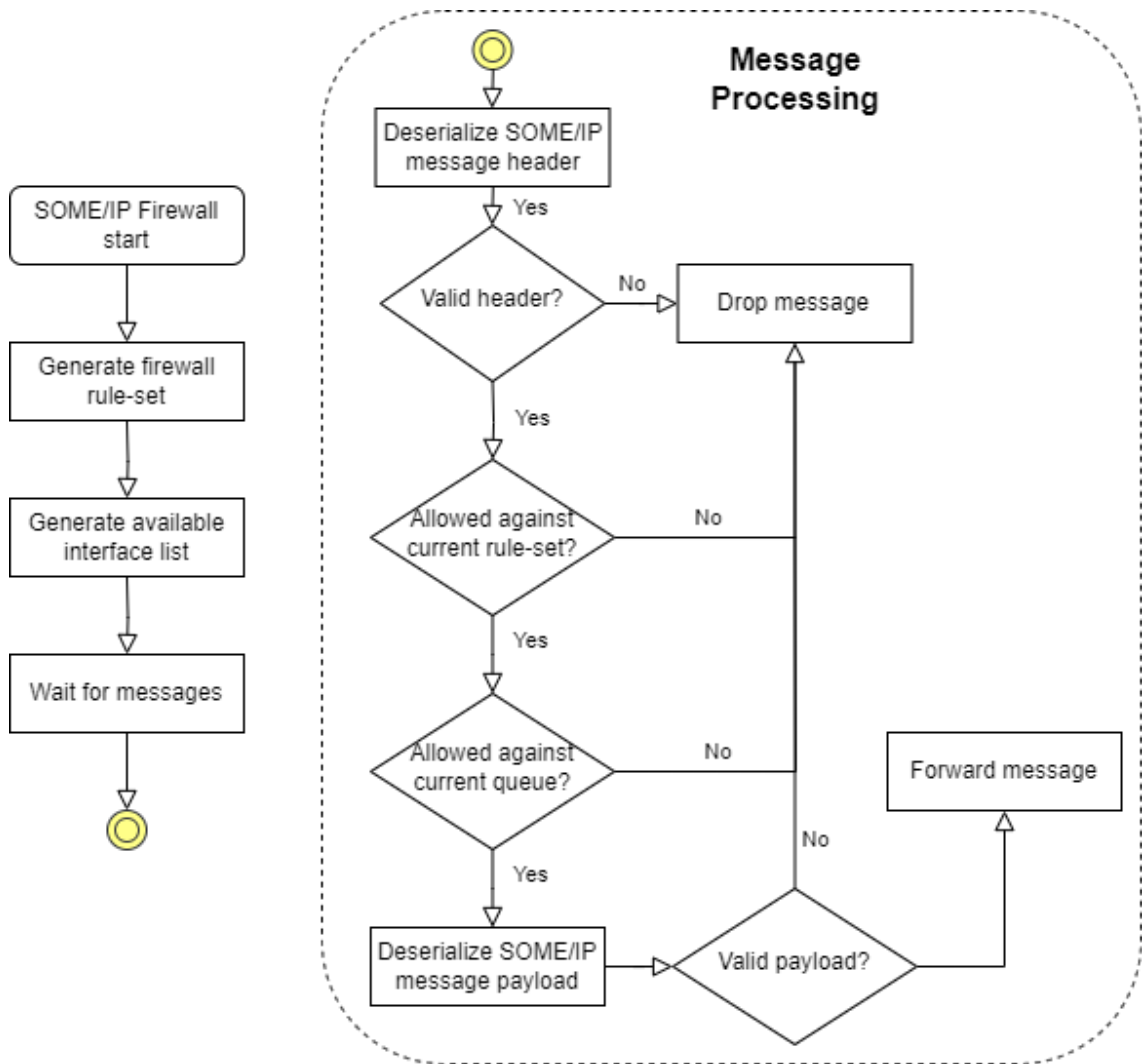 SOME/IP Firewall
start
Generate firewall
rule-set
Generate available
interface list
Wait for messages
Message
Processing
Deserialize SOME/IP
message header
Yes
Valid header?
No
Drop message
Yes
Allowed against
current rule-set?
No
Yes
Allowed against
current queue?
No
Forward message
Yes
No
Deserialize SOME/IP
message payload
Valid payload?